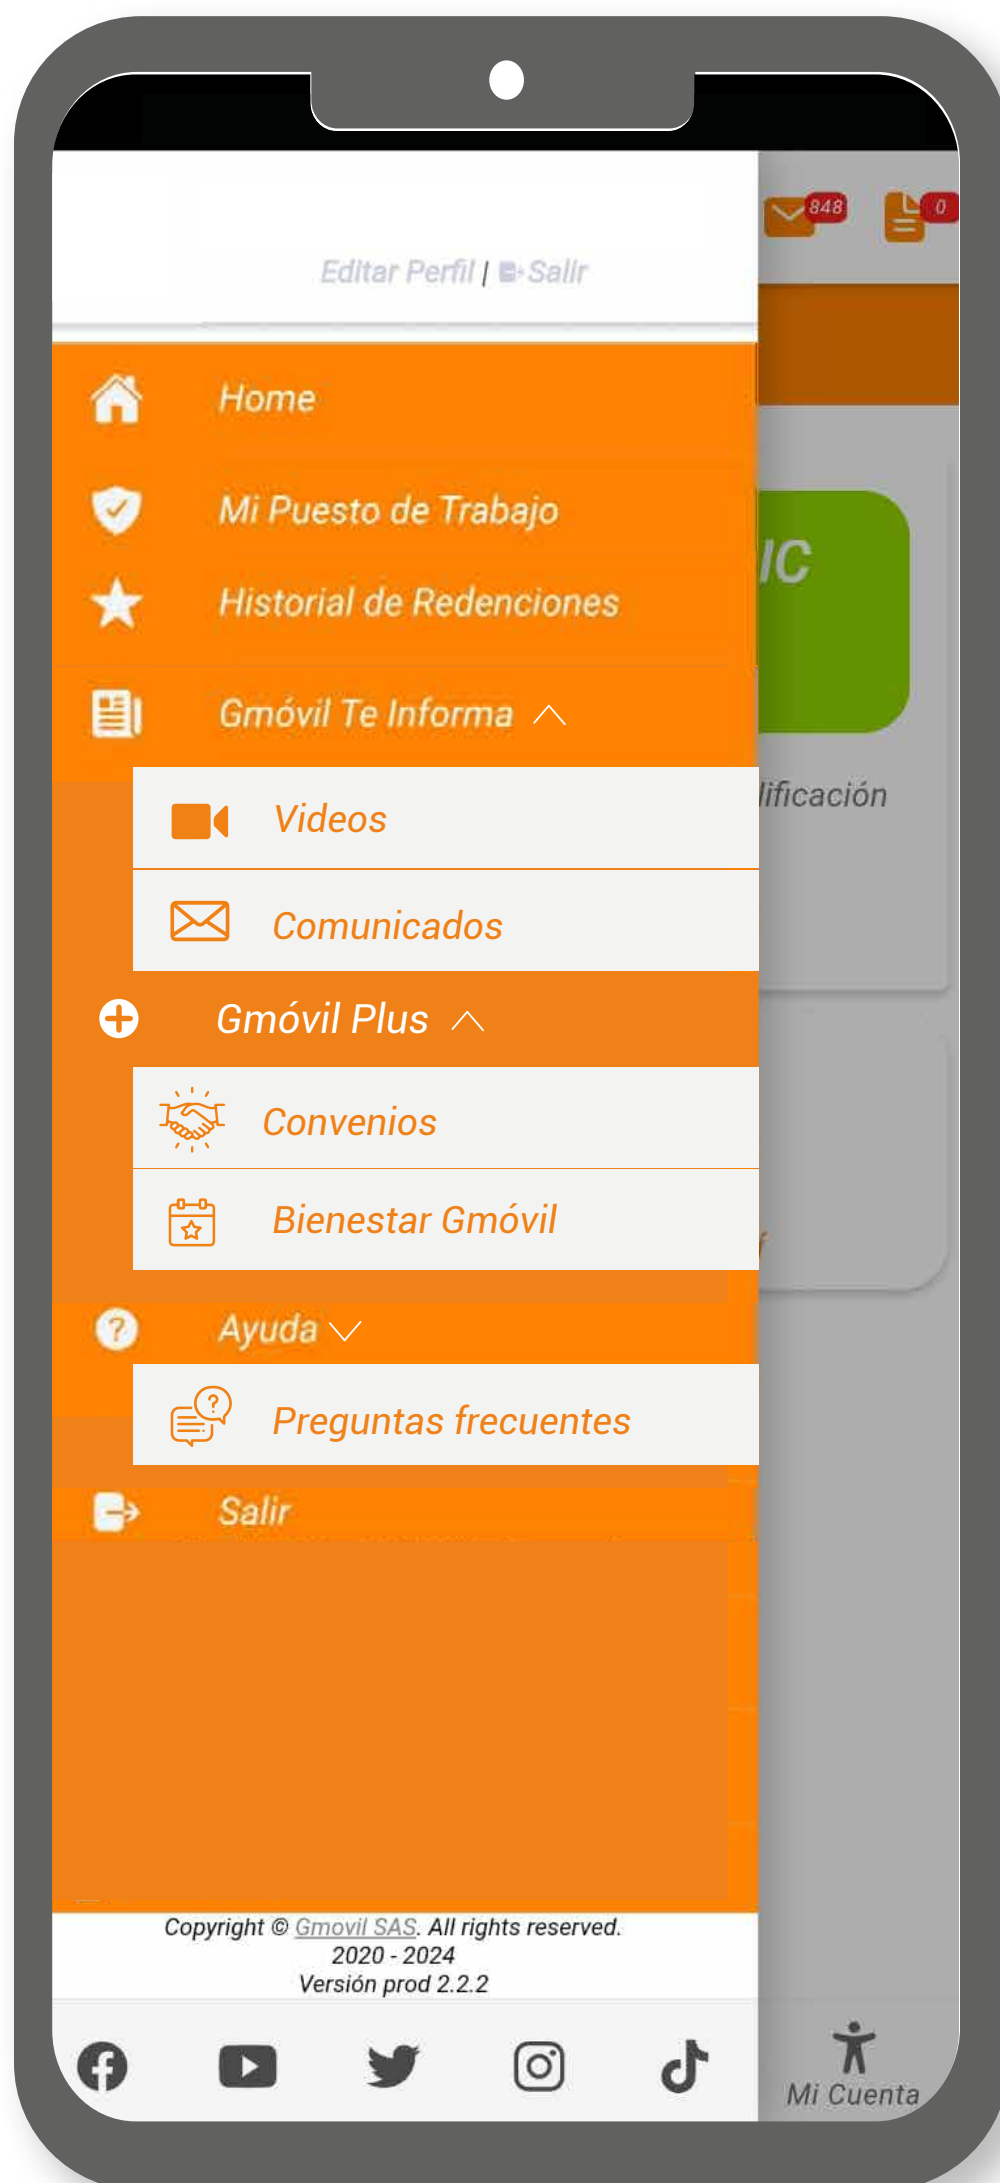 848
0
Editar Perfil | Salir
Home
Mi Puesto de Trabajo
IC
Historial de Redenciones
Gmóvil Te Informa
lificación
Videos
Comunicados
Gmóvil Plus
Convenios
Bienestar Gmóvil
Ayuda
Preguntas frecuentes
Salir
Copyright © Gmovil SAS. All rights reserved.
2020 - 2024
Versión prod 2.2.2
Mi Cuenta